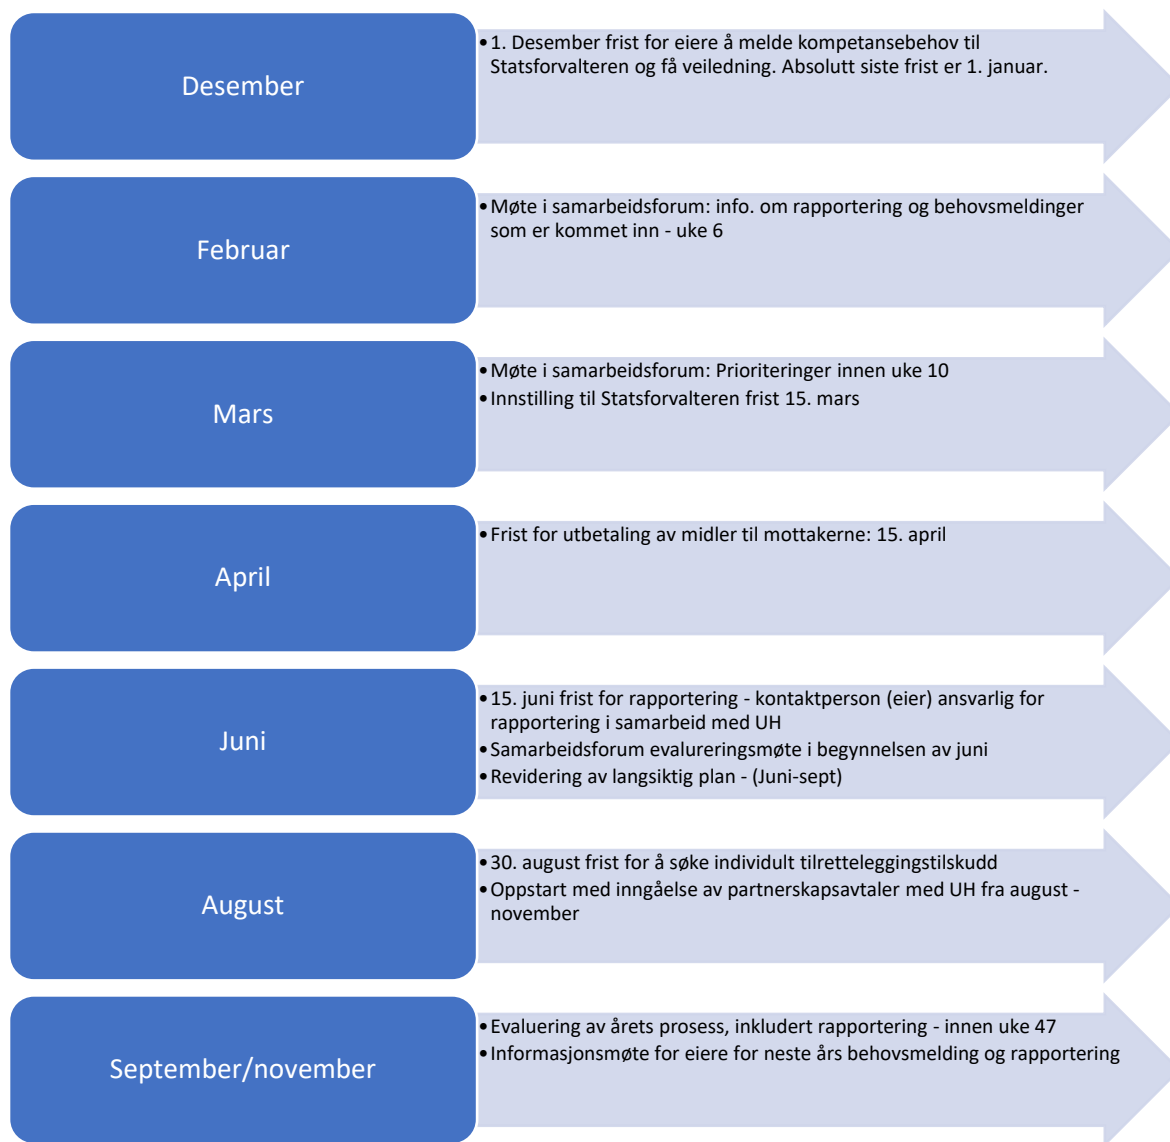 Desember
•1. Desember frist for eiere å melde kompetansebehov til
Statsforvalteren og få veiledning. Absolutt siste frist er 1. januar.
Februar
•Møte i samarbeidsforum: info. om rapportering og behovsmeldinger
som er kommet inn - uke 6
Mars
•Møte i samarbeidsforum: Prioriteringer innen uke 10
•Innstilling til Statsforvalteren frist 15. mars
April
•Frist for utbetaling av midler til mottakerne: 15. april
Juni
•15. juni frist for rapportering - kontaktperson (eier) ansvarlig for
rapportering i samarbeid med UH
•Samarbeidsforum evalureringsmøte i begynnelsen av juni
•Revidering av langsiktig plan - (Juni-sept)
August
•30. august frist for å søke individult tilretteleggingstilskudd
•Oppstart med inngåelse av partnerskapsavtaler med UH fra august -
november
September/november
•Evaluering av årets prosess, inkludert rapportering - innen uke 47
•Informasjonsmøte for eiere for neste års behovsmelding og rapportering